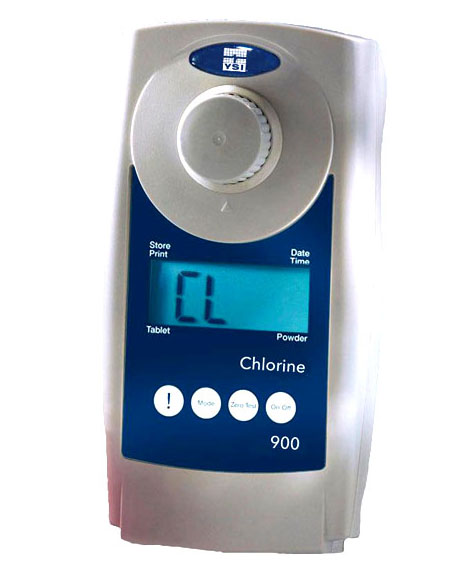 YSI
Store
Print
Date
Time
CL
Tablet
Powder
Chlorine
!
Mode
Zero Test
On Off
900